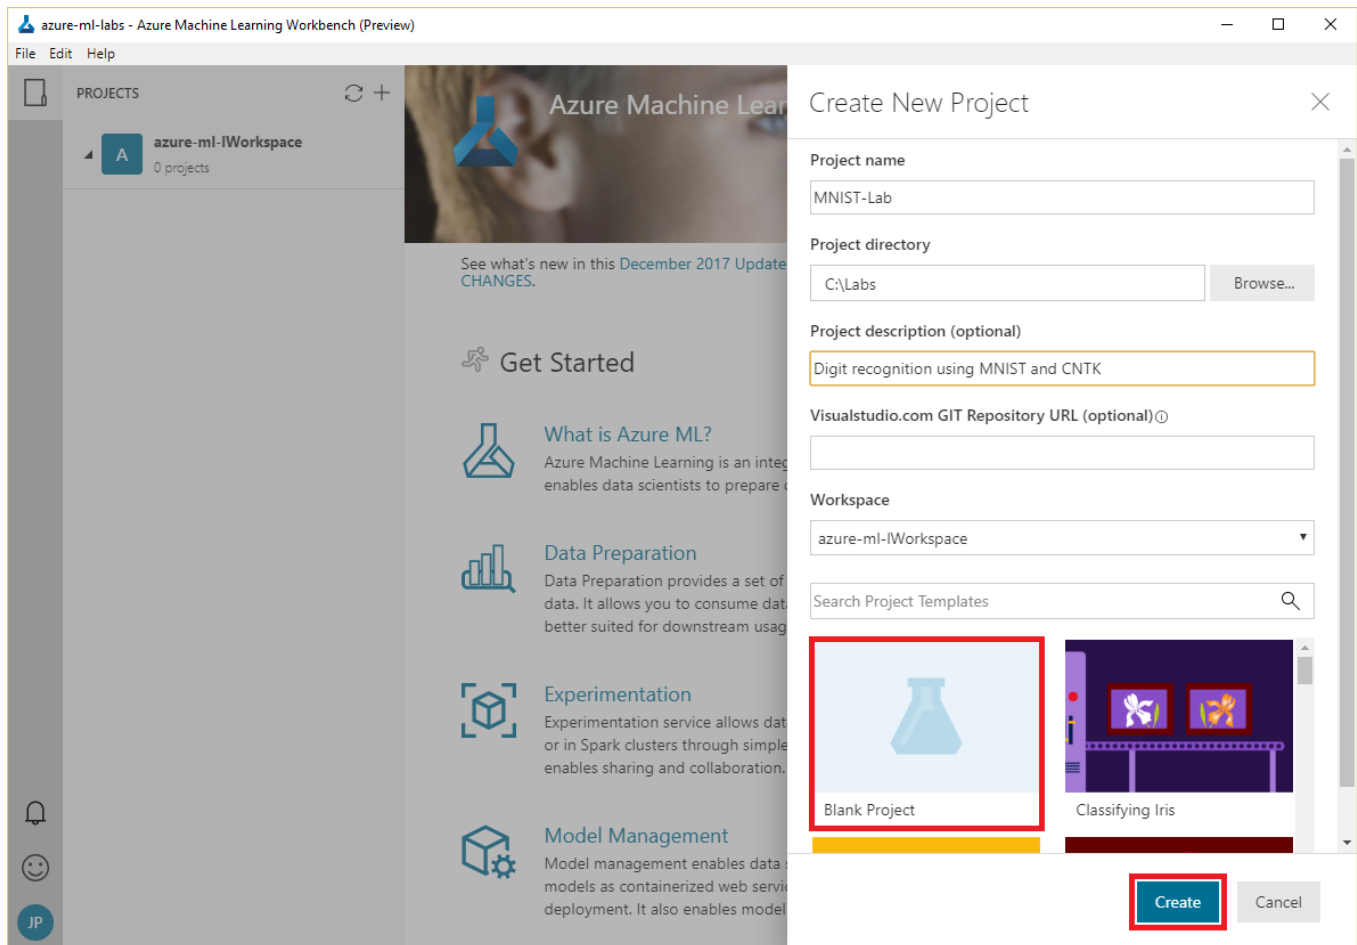 azure-ml-labs - Azure Machine Learning Workbench (Preview)
File Edit Help
PROJECTS
A
azure-ml-lWorkspace
0 projects
Azure Machine Lear
See what's new in this December 2017 Update
CHANGES.
Get Started
What is Azure ML?
Azure Machine Learning is an integ
enables data scientists to prepare
Data Preparation
Data Preparation provides a set of
data. It allows you to consume dat
better suited for downstream usag
Experimentation
Experimentation service allows dat
or in Spark clusters through simple
enables sharing and collaboration.
Model Management
Model management enables data
models as containerized web servi
deployment. It also enables model
JP
Create New Project
Project name
MNIST-Lab
Project directory
C:\Labs
Browse...
Project description (optional)
Digit recognition using MNIST and CNTK
Visualstudio.com GIT Repository URL (optional)
Workspace
azure-ml-lWorkspace
Search Project Templates
Blank Project
Classifying Iris
Create
Cancel